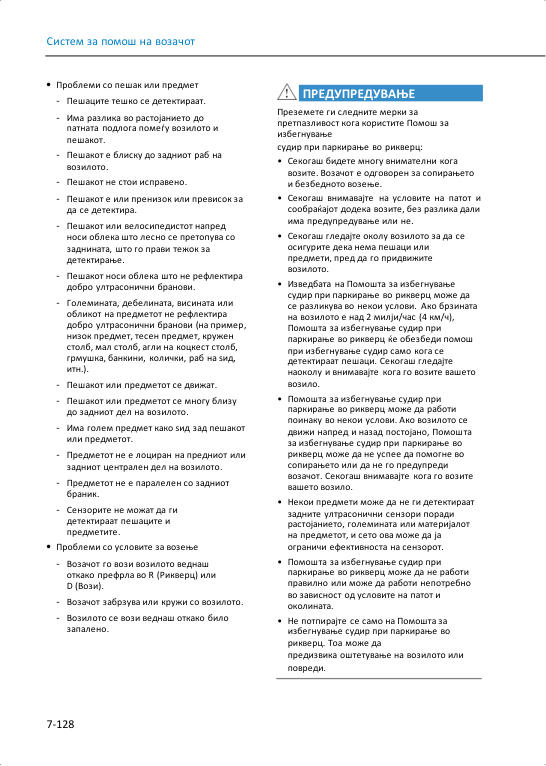 Систем за помош на возачот
• Проблеми со пешак или предмет
- Пешаците тешко се детектираат.
- Има разлика во растојанието до
патната подлога помеѓу возилото и
пешакот.
- Пешакот е блиску до задниот раб на
возилото.
- Пешакот не стои исправено.
- Пешакот е или пренизок или превисок за
да се детектира.
- Пешакот или велосипедистот напред
носи облека што лесно се претопува со
заднината, што го прави тежок за
детектирање.
- Пешакот носи облека што не рефлектира
добро ултрасонични бранови.
- Големината, дебелината, висината или
обликот на предметот не рефлектира
добро ултрасонични бранови (на пример,
низок предмет, тесен предмет, кружен
столб, мал столб, агли на коцкест столб,
грмушка, банкини, колички, раб на ѕид,
итн.).
- Пешакот или предметот се движат.
- Пешакот или предметот се многу близу
до задниот дел на возилото.
- Има голем предмет како ѕид зад пешакот
или предметот.
- Предметот не е лоциран на предниот или
задниот централен дел на возилото.
- Предметот не е паралелен со задниот
браник.
- Сензорите не можат да ги
детектираат пешаците и
предметите.
• Проблеми со условите за возење
- Возачот го вози возилото веднаш
откако префрла во R (Рикверц) или
D (Вози).
- Возачот забрзува или кружи со возилото.
- Возилото се вози веднаш откако било
запалено.
ПРЕДУПРЕДУВАЊЕ
Преземете ги следните мерки за
претпазливост кога користите Помош за
избегнување
судир при паркирање во рикверц:
• Секогаш бидете многу внимателни кога
возите. Возачот е одговорен за сопирањето
и безбедното возење.
• Секогаш внимавајте на условите на патот и
сообраќајот додека возите, без разлика дали
има предупредување или не.
• Секогаш гледајте околу возилото за да се
осигурите дека нема пешаци или
предмети, пред да го придвижите
возилото.
• Изведбата на Помошта за избегнување
судир при паркирање во рикверц може да
се разликува во некои услови. Ако брзината
на возилото е над 2 милји/час (4 км/ч),
Помошта за избегнување судир при
паркирање во рикверц ќе обезбеди помош
при избегнување судир само кога се
детектираат пешаци. Секогаш гледајте
наоколу и внимавајте кога го возите вашето
возило.
• Помошта за избегнување судир при
паркирање во рикверц може да работи
поинаку во некои услови. Ако возилото се
движи напред и назад постојано, Помошта
за избегнување судир при паркирање во
рикверц може да не успее да помогне во
сопирањето или да не го предупреди
возачот. Секогаш внимавајте кога го возите
вашето возило.
• Некои предмети може да не ги детектираат
задните ултрасонични сензори поради
растојанието, големината или материјалот
на предметот, и сето ова може да ја
ограничи ефективноста на сензорот.
• Помошта за избегнување судир при
паркирање во рикверц може да не работи
правилно или може да работи непотребно
во зависност од условите на патот и
околината.
• Не потпирајте се само на Помошта за
избегнување судир при паркирање во
рикверц. Тоа може да
предизвика оштетување на возилото или
повреди.
7-128